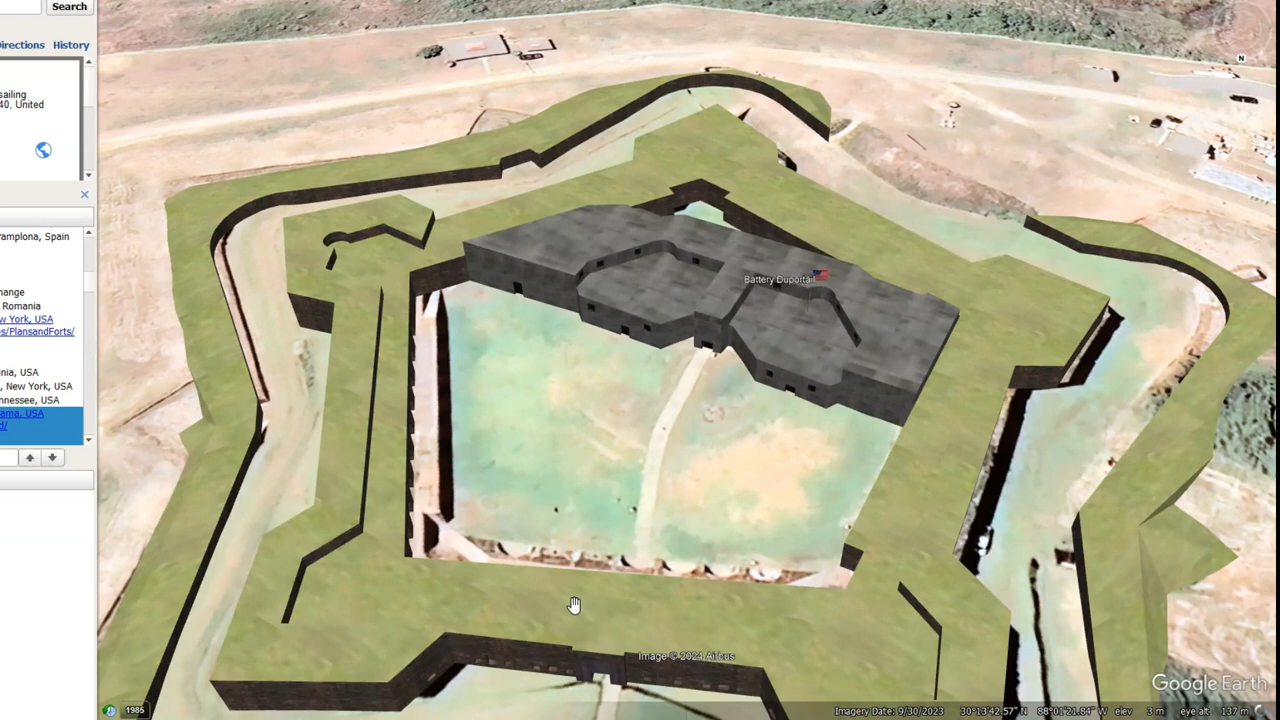 Search
irections History
sailing
40, United
Pamplona, Spain
hange
Romania
w York, USA
es/PlansandForts/
nia, USA
, New York, USA
nnessee, USA
ama, USA
d/
N
Battery Duportail
Image © 2024 Airbus
Google Earth
1985
Imagery Date: 9/30/2023 30°13'42.57" N 88°01'21.84" W elev 3 m eye alt 137 m